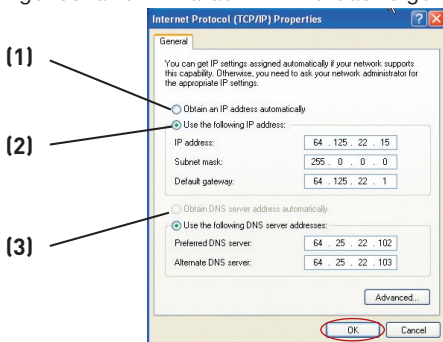 Internet Protocol (TCP/IP) Properties
General
You can get IP settings assigned automatically if your network supports
this capability. Otherwise, you need to ask your network administrator for
the appropriate IP settings.
(1)
Obtain an IP address automatically
(2)
Use the following IP address:
IP address: 64 . 125 . 22 . 15
Subnet mask: 255 . 0 . 0 . 0
Default gateway: 64 . 125 . 22 . 1
(3)
Obtain DNS server address automatically
Use the following DNS server addresses:
Preferred DNS server: 64 . 25 . 22 . 102
Alternate DNS server: 64 . 25 . 22 . 103
Advanced...
OK Cancel